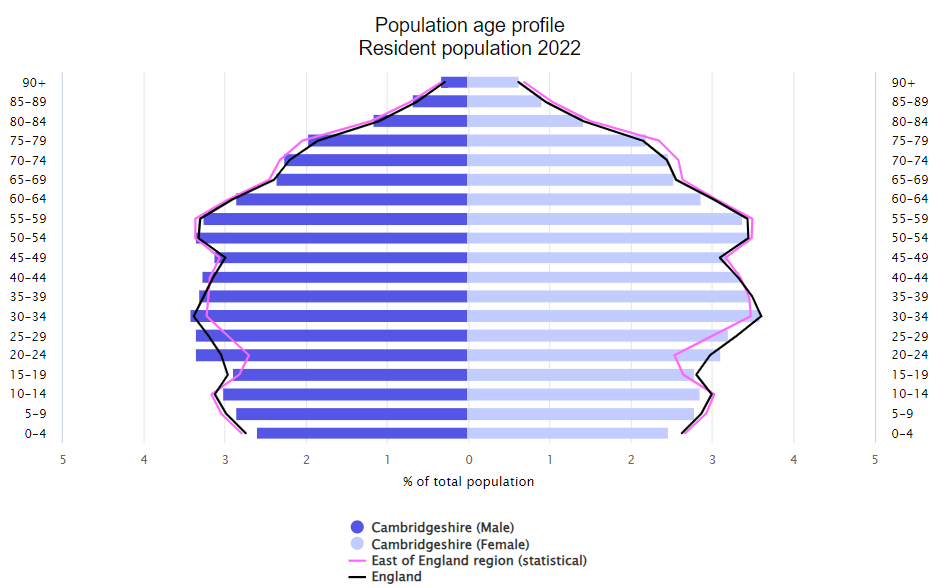 Population age profile
Resident population 2022
90+ 90+
85–89 85–89
80–84 80–84
75–79 75–79
70–74 70–74
65–69 65–69
60–64 60–64
55–59 55–59
50–54 50–54
45–49 45–49
40–44 40–44
35–39 35–39
30–34 30–34
25–29 25–29
20–24 20–24
15–19 15–19
10–14 10–14
5–9 5–9
0–4 0–4
5 4 3 2 1 0 1 2 3 4 5
% of total population
Cambridgeshire (Male)
Cambridgeshire (Female)
East of England region (statistical)
England